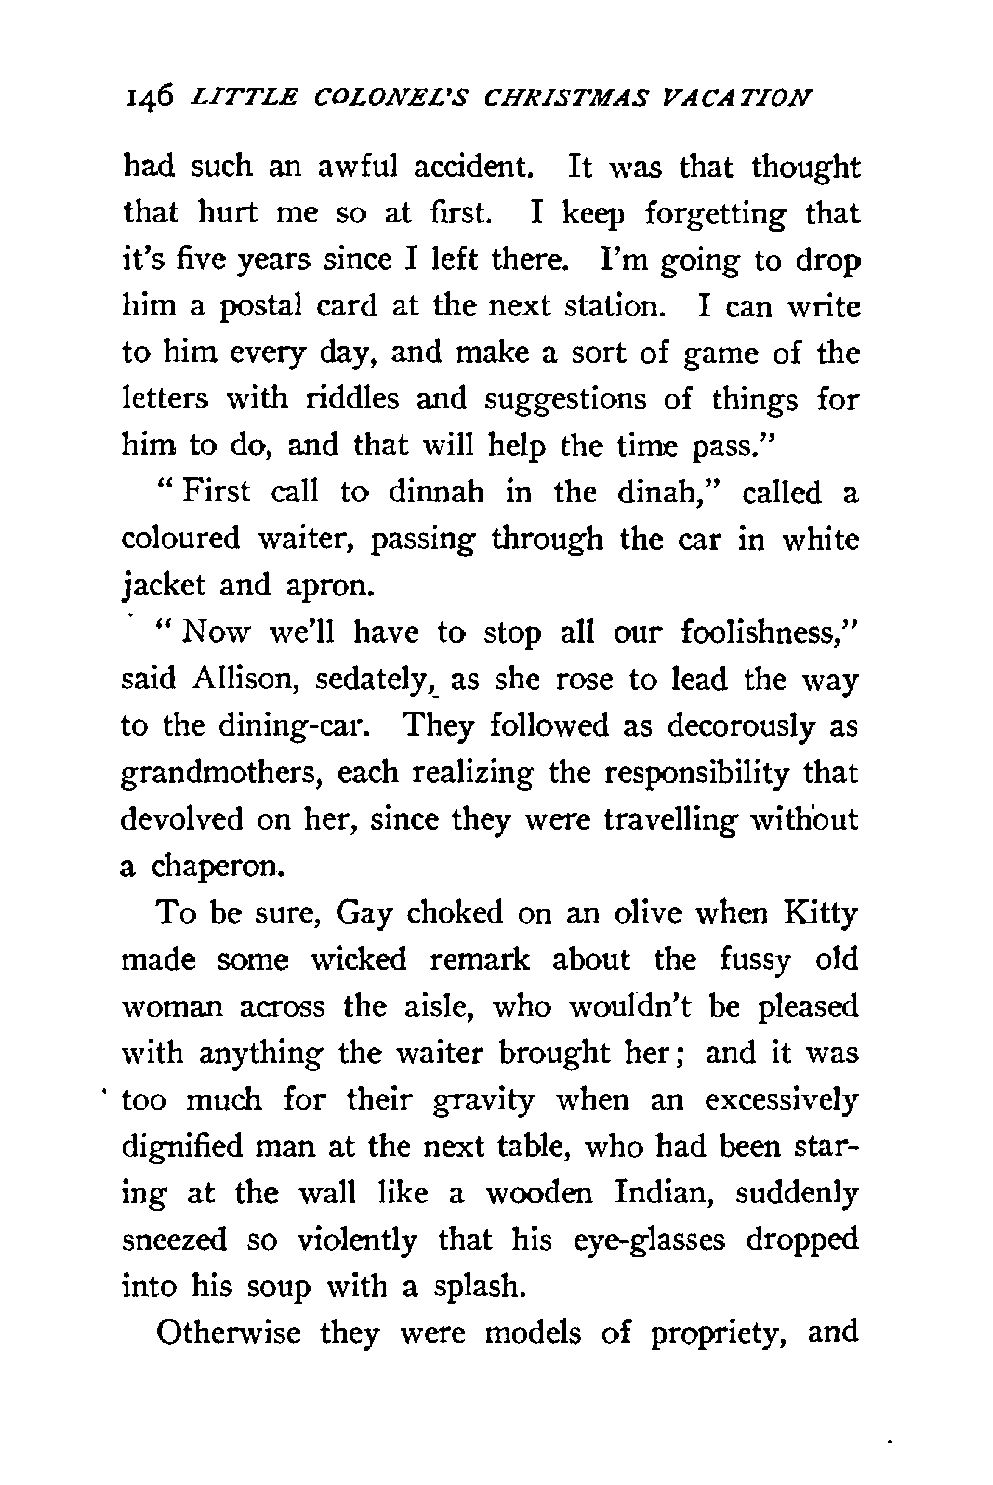 146 LITTLE COLONEL'S CHRISTMAS VACATION
had such an awful accident. It was that thought
that hurt me so at first. I keep forgetting that
it's five years since I left there. I'm going to drop
him a postal card at the next station. I can write
to him every day, and make a sort of game of the
letters with riddles and suggestions of things for
him to do, and that will help the time pass."
"First call to dinnah in the dinah," called a
coloured waiter, passing through the car in white
jacket and apron.
"Now we'll have to stop all our foolishness,"
said Allison, sedately, as she rose to lead the way
to the dining-car. They followed as decorously as
grandmothers, each realizing the responsibility that
devolved on her, since they were travelling without
a chaperon.
To be sure, Gay choked on an olive when Kitty
made some wicked remark about the fussy old
woman across the aisle, who wouldn't be pleased
with anything the waiter brought her; and it was
too much for their gravity when an excessively
dignified man at the next table, who had been star-
ing at the wall like a wooden Indian, suddenly
sneezed so violently that his eye-glasses dropped
into his soup with a splash.
Otherwise they were models of propriety, and